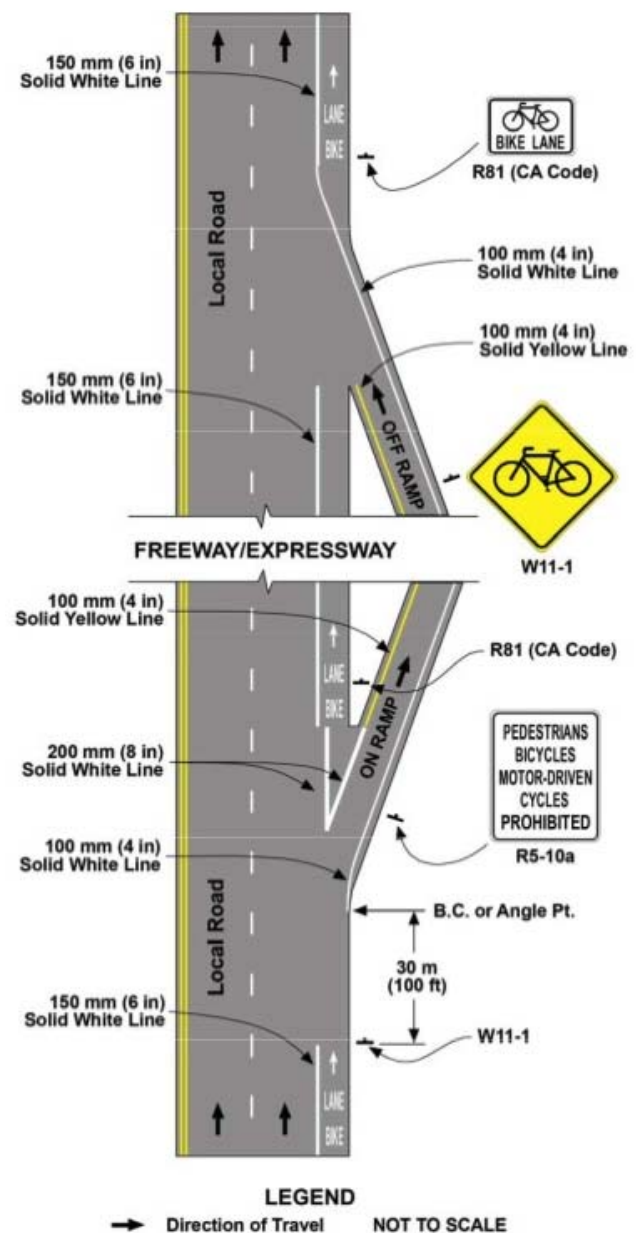 150 mm (6 in)
Solid White Line
LANE
BIKE
BIKE LANE
R81 (CA Code)
Local Road
100 mm (4 in)
Solid White Line
100 mm (4 in)
Solid Yellow Line
150 mm (6 in)
Solid White Line
OFF RAMP
W11-1
FREEWAY/EXPRESSWAY
100 mm (4 in)
Solid Yellow Line
R81 (CA Code)
LANE
BIKE
ON RAMP
200 mm (8 in)
Solid White Line
PEDESTRIANS
BICYCLES
MOTOR-DRIVEN
CYCLES
PROHIBITED
R5-10a
100 mm (4 in)
Solid White Line
B.C. or Angle Pt.
Local Road
30 m
(100 ft)
150 mm (6 in)
Solid White Line
W11-1
LANE
BIKE
LEGEND
Direction of Travel NOT TO SCALE